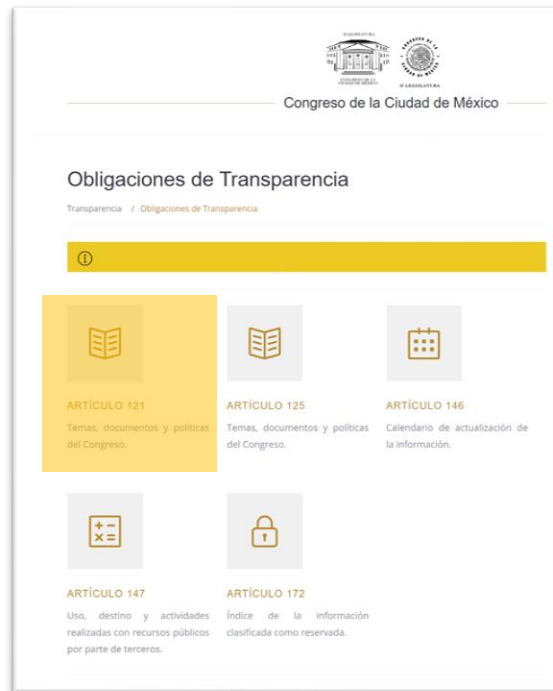 II LEGISLATURA
Congreso de la Ciudad de México
Obligaciones de Transparencia
Transparencia / Obligaciones de Transparencia
ARTÍCULO 121
Temas, documentos y políticas
del Congreso.
ARTÍCULO 125
Temas, documentos y políticas
del Congreso.
ARTÍCULO 146
Calendario de actualización de
la información.
ARTÍCULO 147
Uso, destino y actividades
realizadas con recursos públicos
por parte de terceros.
ARTÍCULO 172
Índice de la información
clasificada como reservada.